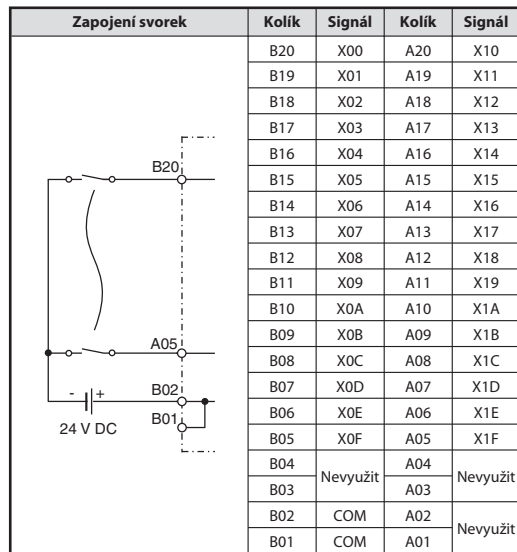 Zapojení svorek Kolík Signál Kolík Signál
B20 X00 A20 X10
B19 X01 A19 X11
B18 X02 A18 X12
B17 X03 A17 X13
B16 X04 A16 X14
B15 X05 A15 X15
B14 X06 A14 X16
B13 X07 A13 X17
B12 X08 A12 X18
B11 X09 A11 X19
B10 X0A A10 X1A
B09 X0B A09 X1B
B08 X0C A08 X1C
B07 X0D A07 X1D
B06 X0E A06 X1E
B05 X0F A05 X1F
B04 Nevyužit A04 Nevyužit
B03 A03
B02 COM A02 Nevyužit
B01 COM A01
B20
A05
B02
- +
B01
24 V DC